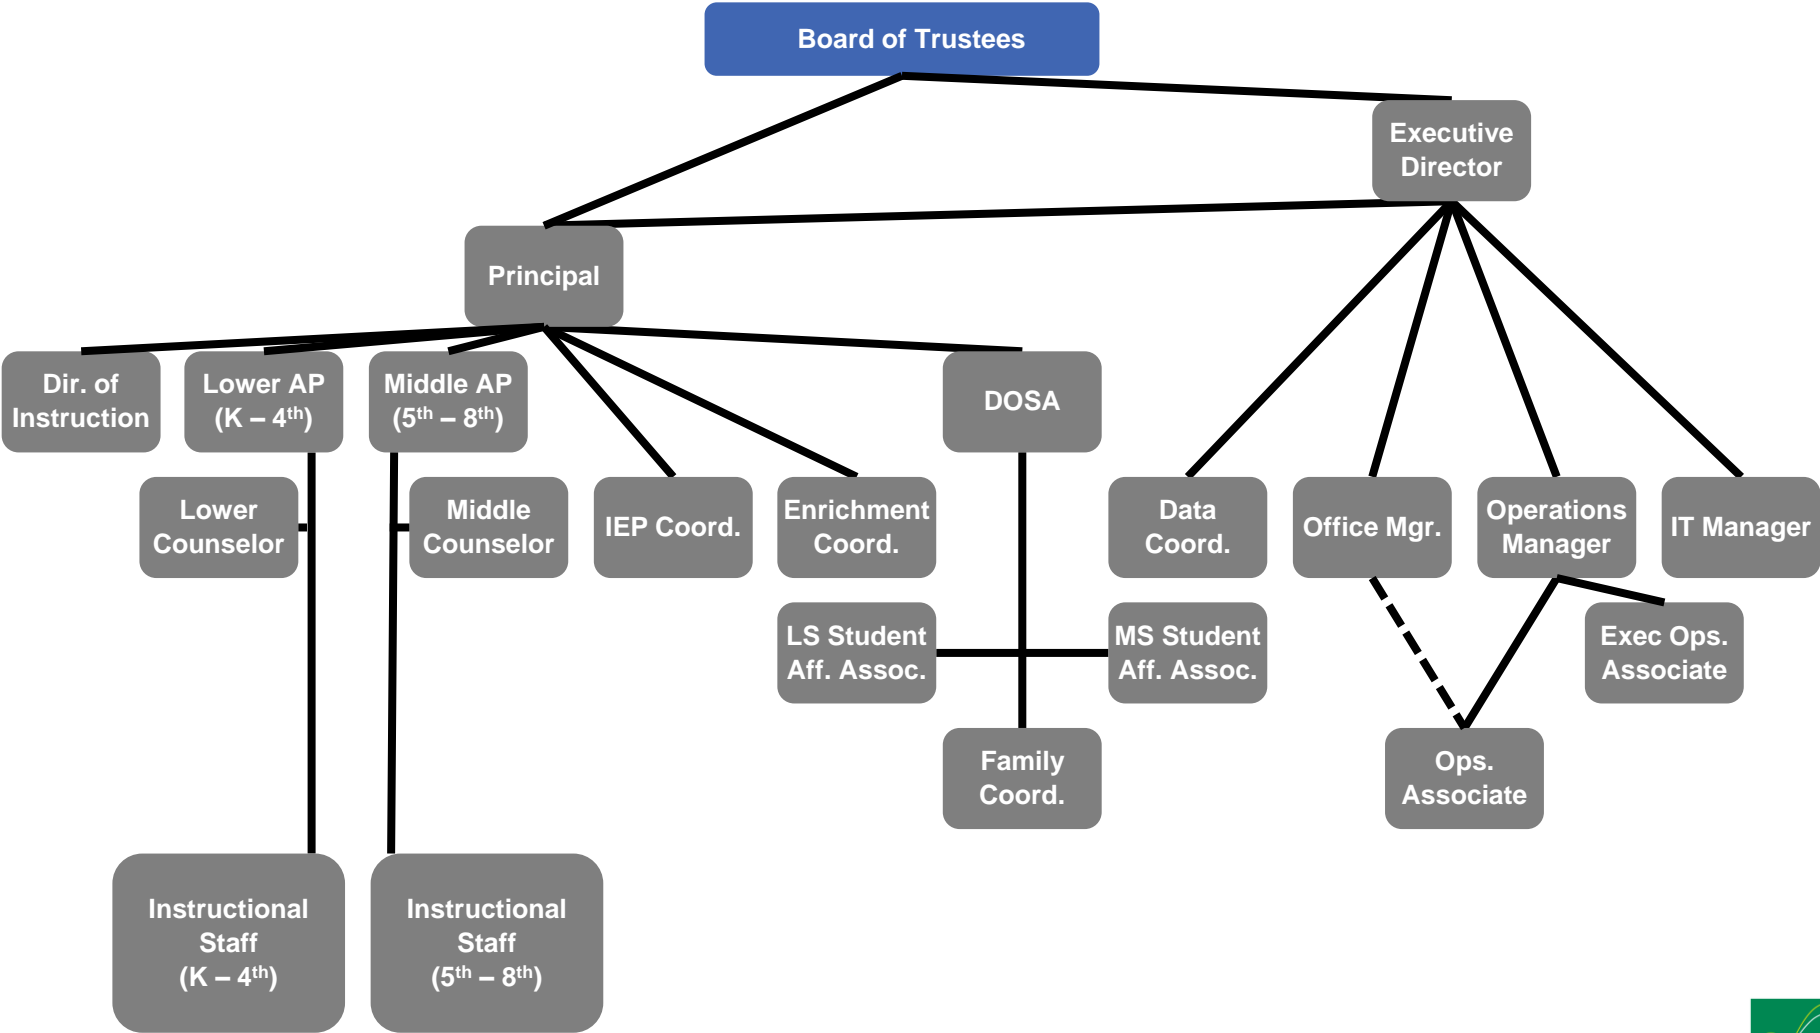 Board of Trustees
Executive
Director
Principal
Dir. of
Instruction
Lower AP
(K – 4th)
Middle AP
(5th – 8th)
DOSA
Lower
Counselor
Middle
Counselor
IEP Coord.
Enrichment
Coord.
Data
Coord.
Office Mgr.
Operations
Manager
IT Manager
LS Student
Aff. Assoc.
MS Student
Aff. Assoc.
Exec Ops.
Associate
Family
Coord.
Ops.
Associate
Instructional
Staff
(K – 4th)
Instructional
Staff
(5th – 8th)